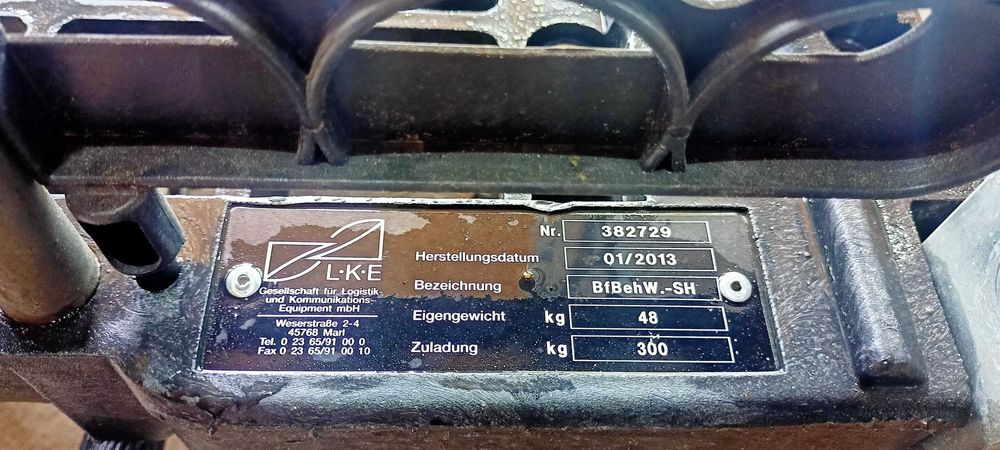 L·K·E
Gesellschaft für Logistik-
und Kommunikations-
Equipment mbH
Weserstraße 2-4
45768 Marl
Tel. 0 23 65/91 00 0
Fax 0 23 65/91 00 10
Nr. 382729
Herstellungsdatum 01/2013
Bezeichnung BfBehW.-SH
Eigengewicht kg 48
Zuladung kg 300